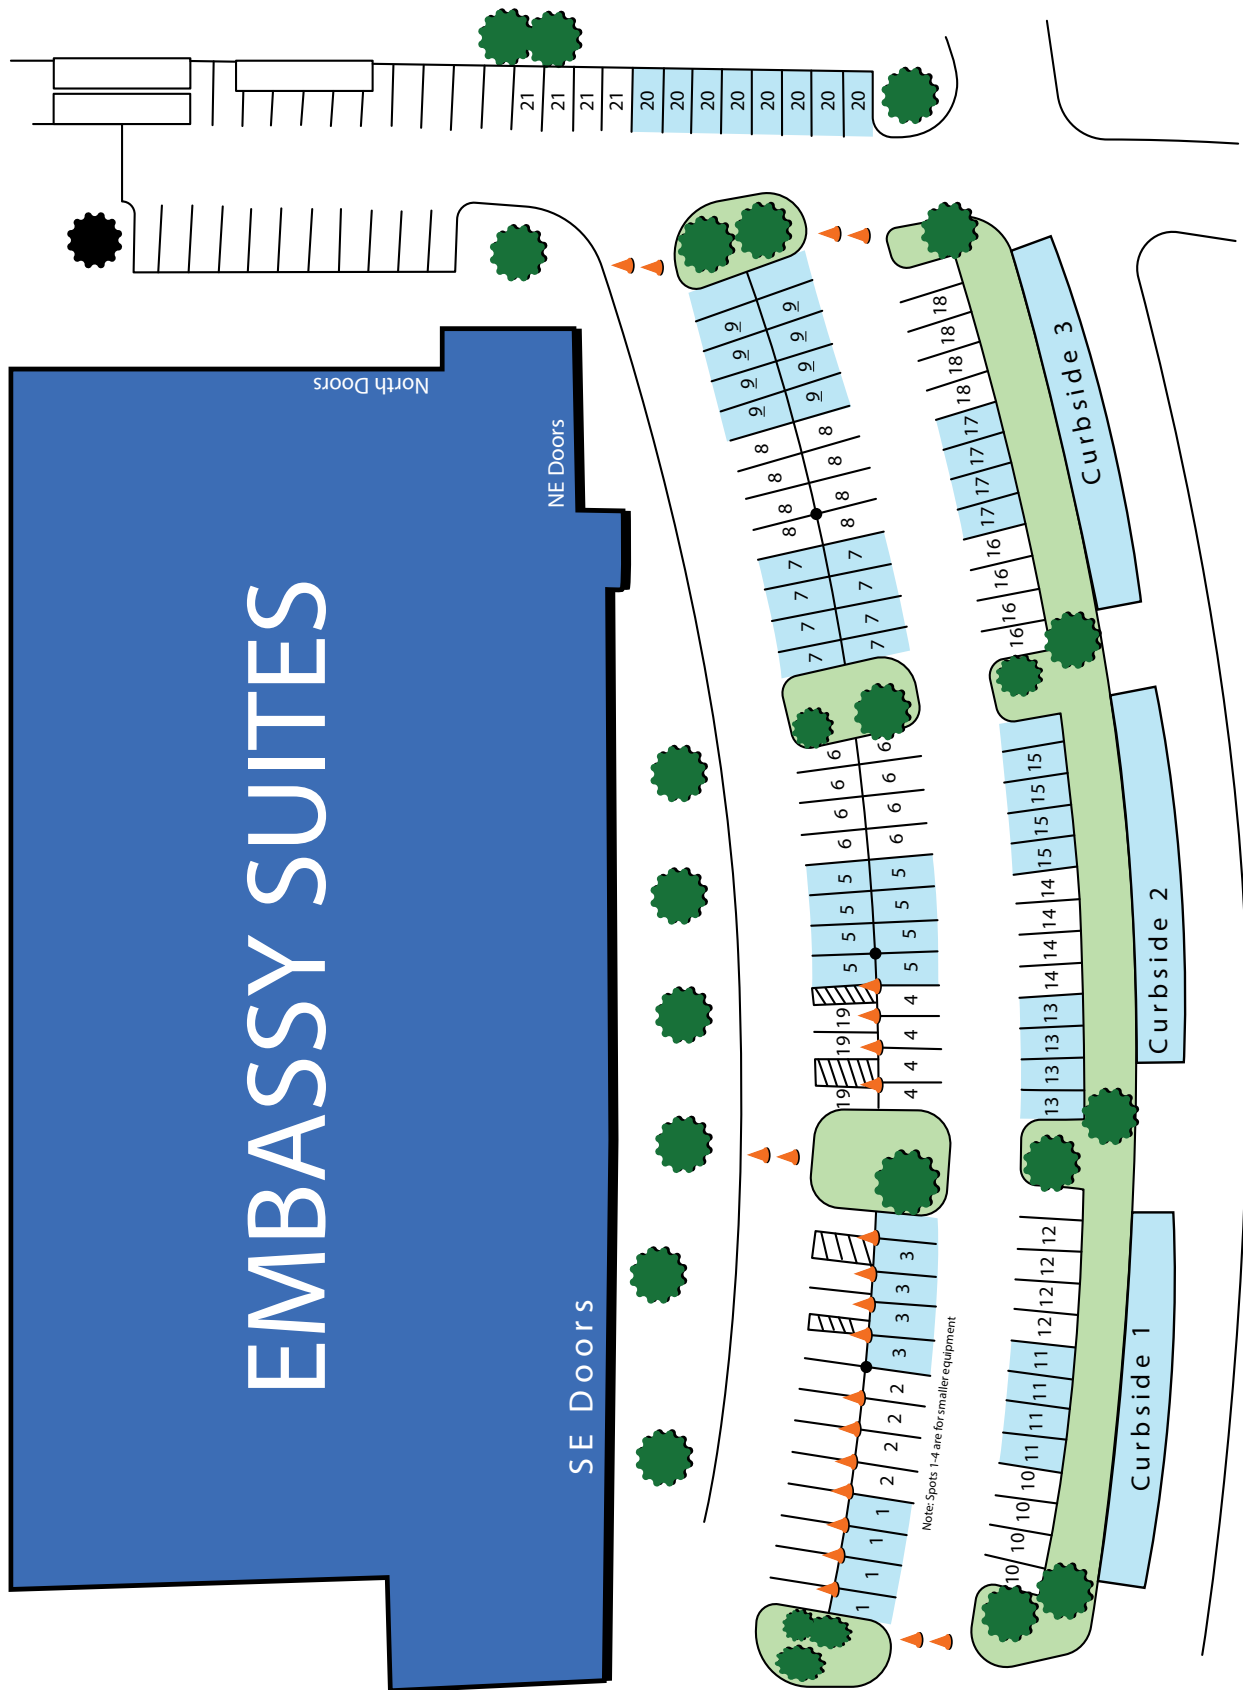 21 21 21 21 20 20 20 20 20 20 20 20
North Doors
NE Doors
EMBASSY SUITES
SE Doors
9 9 9 9
9 9 9 9
8 8 8 8
8 8 8 8
7 7 7 7
7 7 7 7
6 6 6 6
6 6 6 6
5 5 5 5
5 5 5 5
19 19 19
4 4 4 4
3 3 3 3
2 2 2 2
1 1 1 1
Note: Spots 1-4 are for smaller equipment
18 18 18 18
17 17 17 17
16 16 16 16
15 15 15 15
14 14 14 14
13 13 13 13
12 12 12 12
11 11 11 11
10 10 10 10
Curbside 3
Curbside 2
Curbside 1